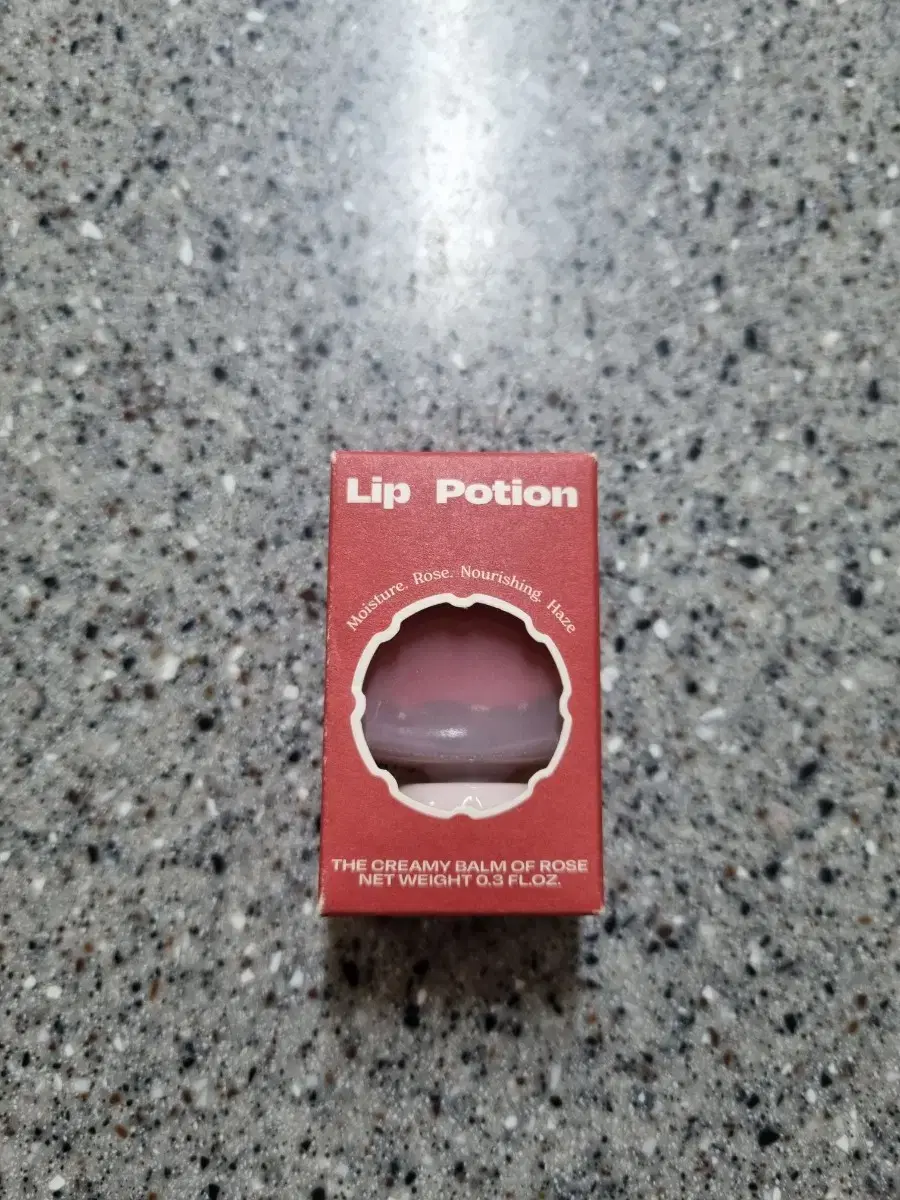 Lip Potion
Moisture. Rose. Nourishing. Haze
THE CREAMY BALM OF ROSE
NET WEIGHT 0.3 FL.OZ.